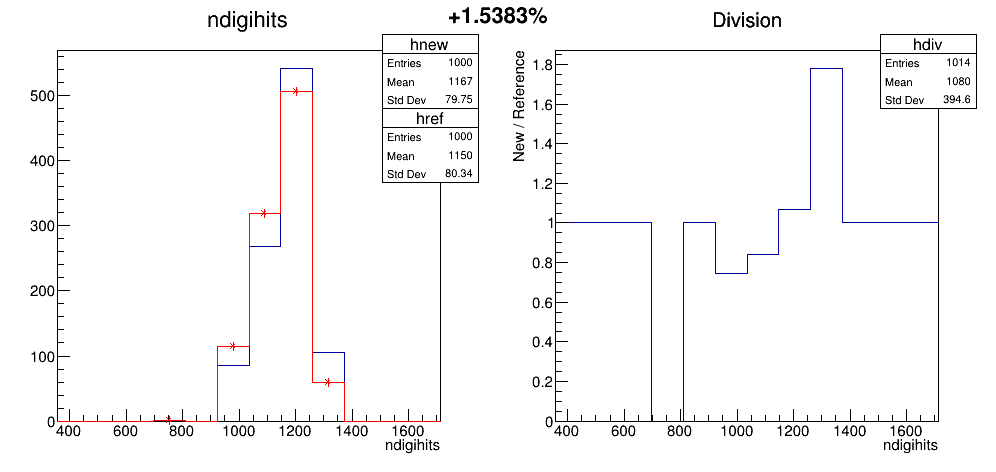 +1.5383%
ndigihits
hnew
Entries 1000
Mean 1167
Std Dev 79.75
href
Entries 1000
Mean 1150
Std Dev 80.34
500
400
300
200
100
0
400 600 800 1000 1200 1400 1600
ndigihits
Division
hdiv
Entries 1014
Mean 1080
Std Dev 394.6
New / Reference
1.8
1.6
1.4
1.2
1
0.8
0.6
0.4
0.2
0
400 600 800 1000 1200 1400 1600
ndigihits